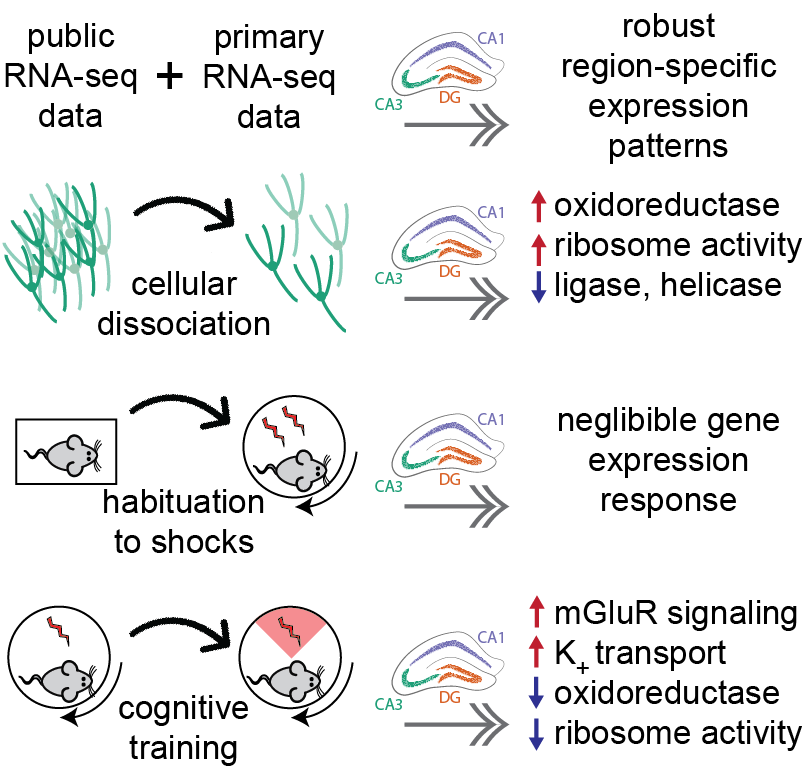 public
RNA-seq
data
+
primary
RNA-seq
data
CA1
CA3
DG
robust
region-specific
expression
patterns
cellular
dissociation
CA1
CA3
DG
oxidoreductase
ribosome activity
ligase, helicase
habituation
to shocks
CA1
CA3
DG
neglibible gene
expression
response
cognitive
training
CA1
CA3
DG
mGluR signaling
K+ transport
oxidoreductase
ribosome activity